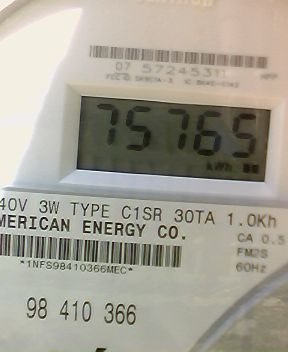 07 57245311
75765
kWh
40V 3W TYPE C1SR 30TA 1.0Kh
MERICAN ENERGY CO.
CA 0.5
FM2S
*1NFS98410366MEC*
60Hz
98 410 366